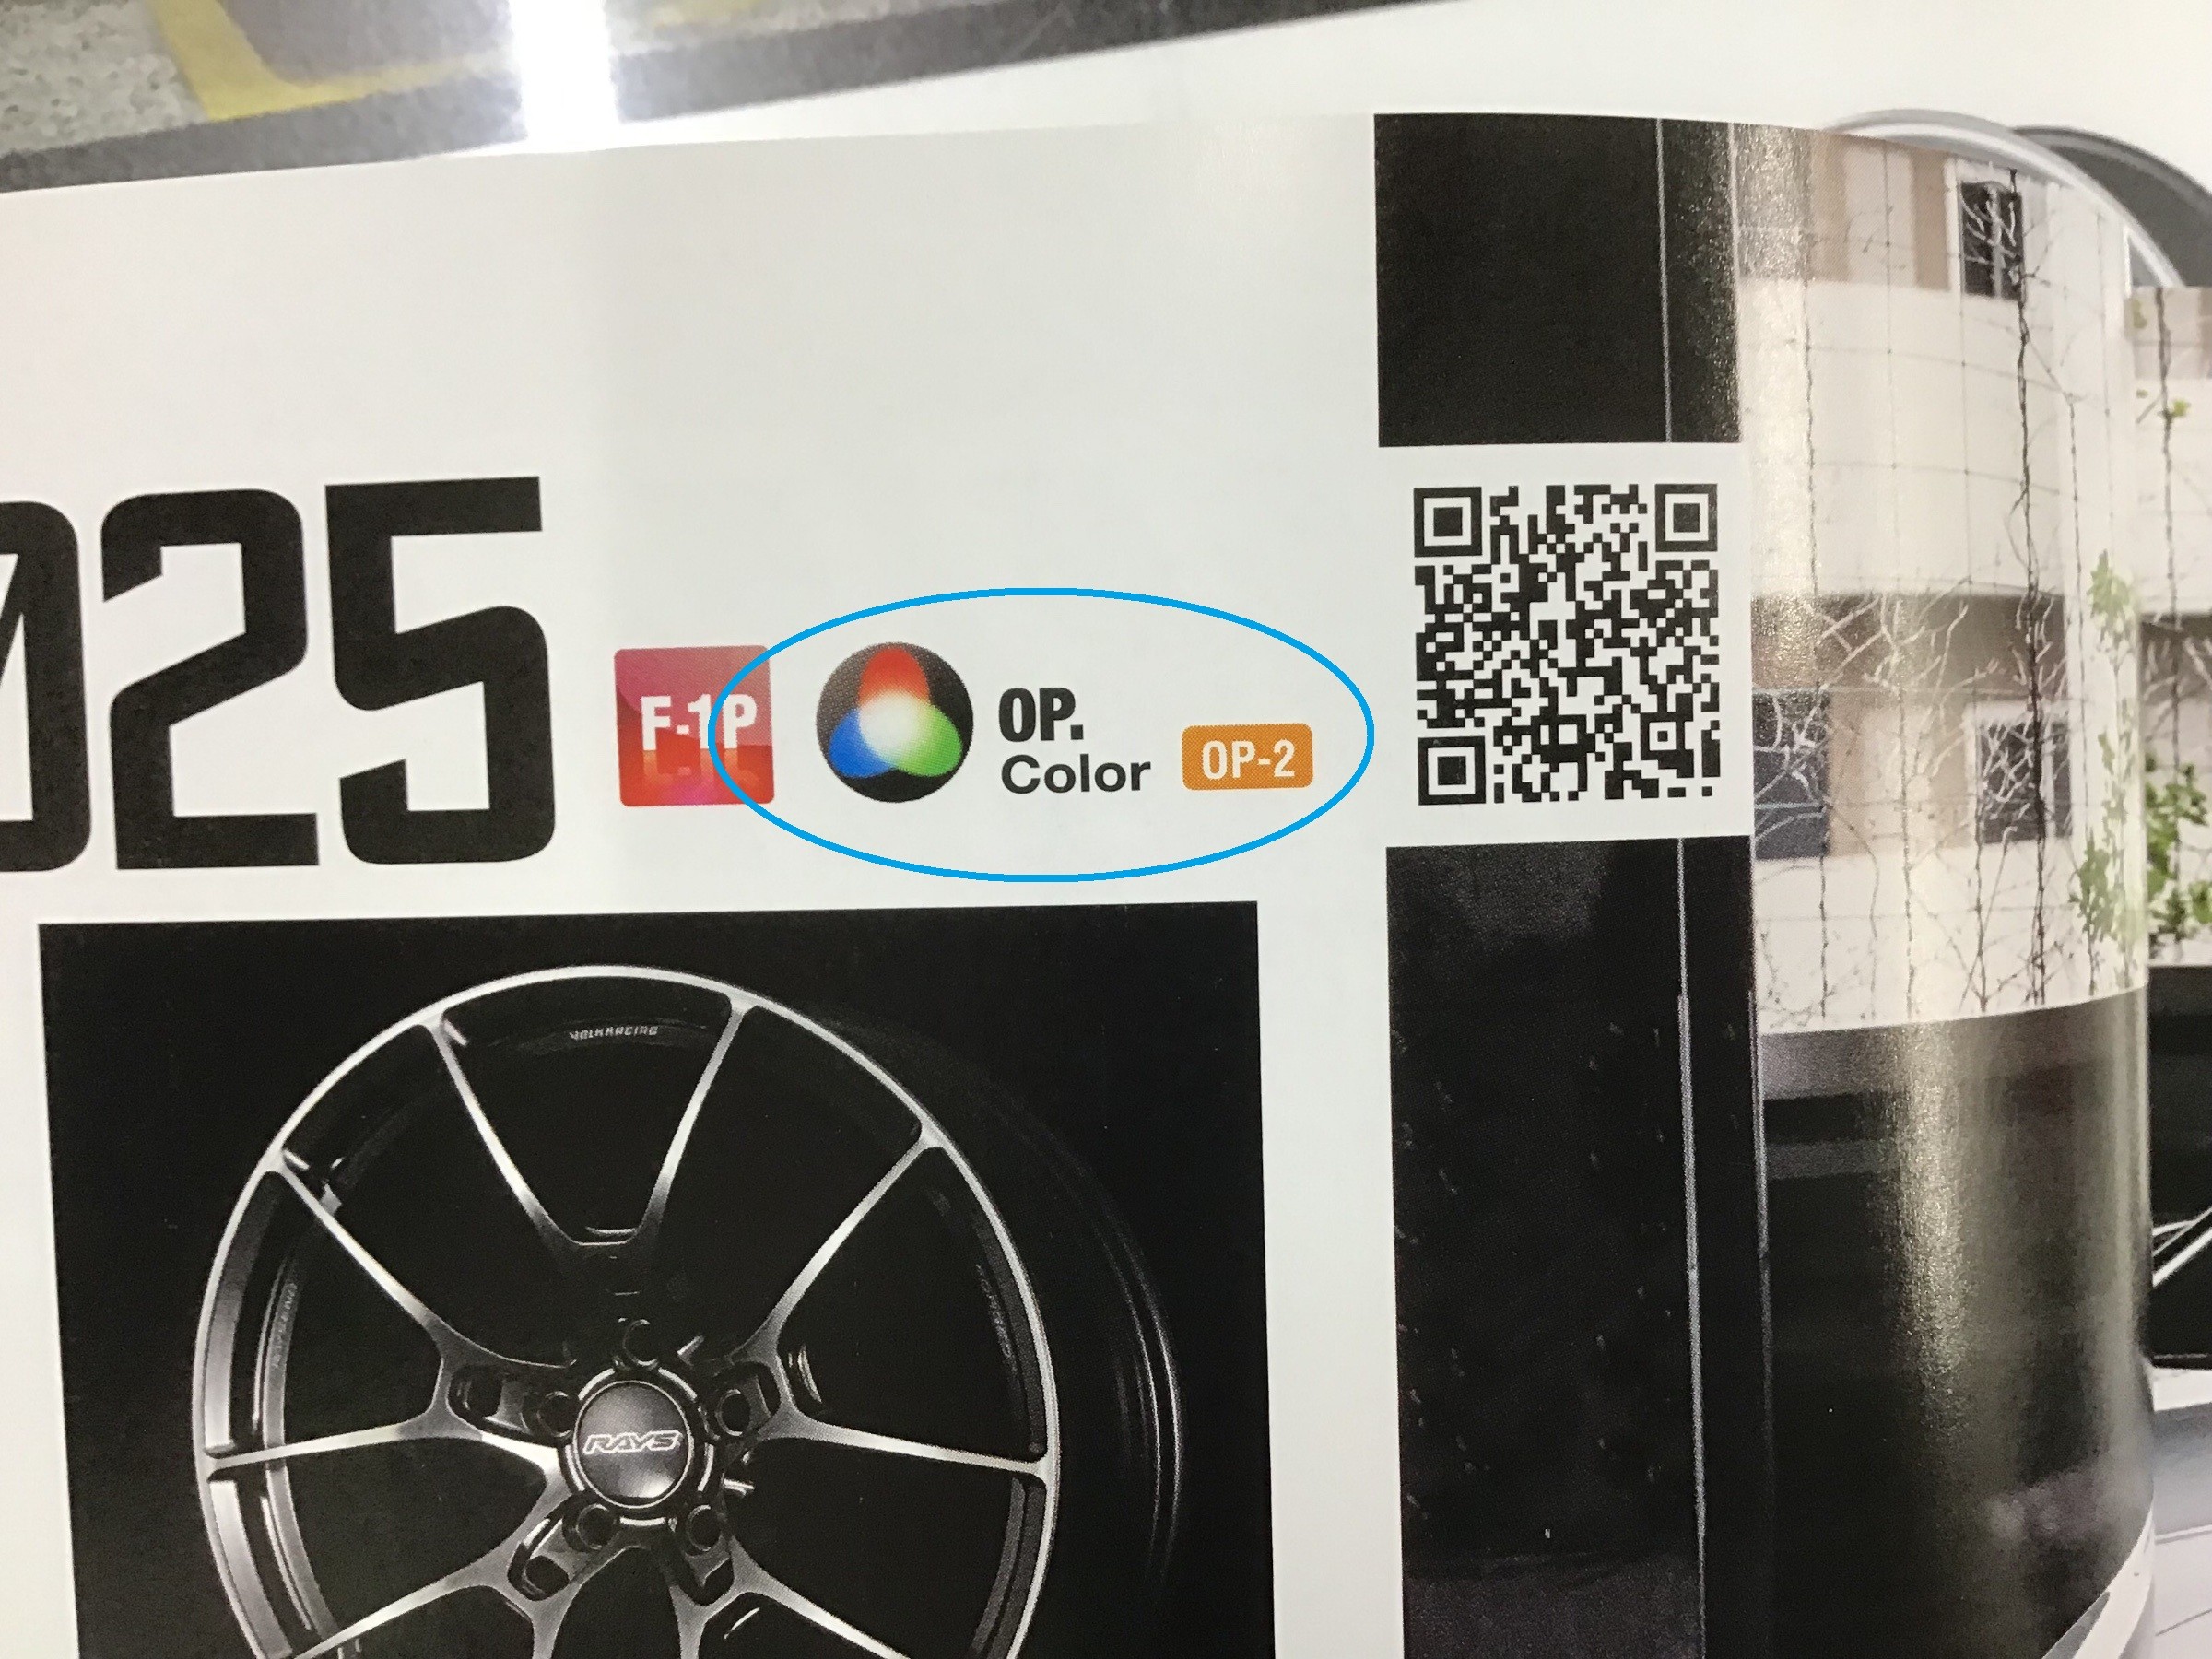 025
F-1P
OP.
Color
OP-2
VOLKRACING
RAYS